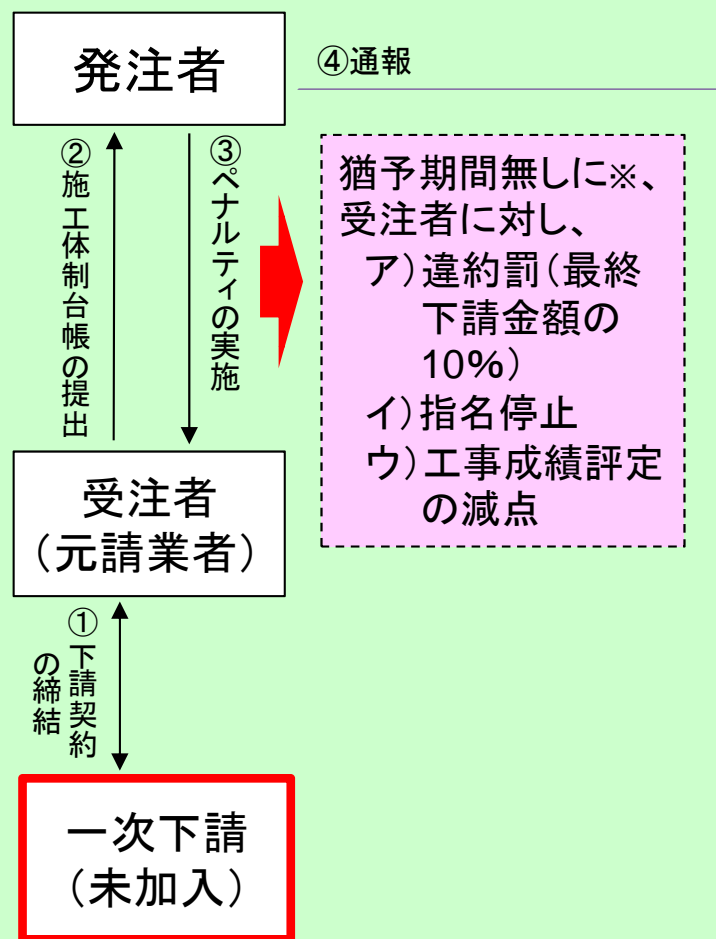 発注者
④通報
②施工体制台帳の提出
③ペナルティの実施
猶予期間無しに※、
受注者に対し、
ア)違約罰(最終
下請金額の
10%)
イ)指名停止
ウ)工事成績評定
の減点
受注者
(元請業者)
①下請契約
の締結
一次下請
(未加入)